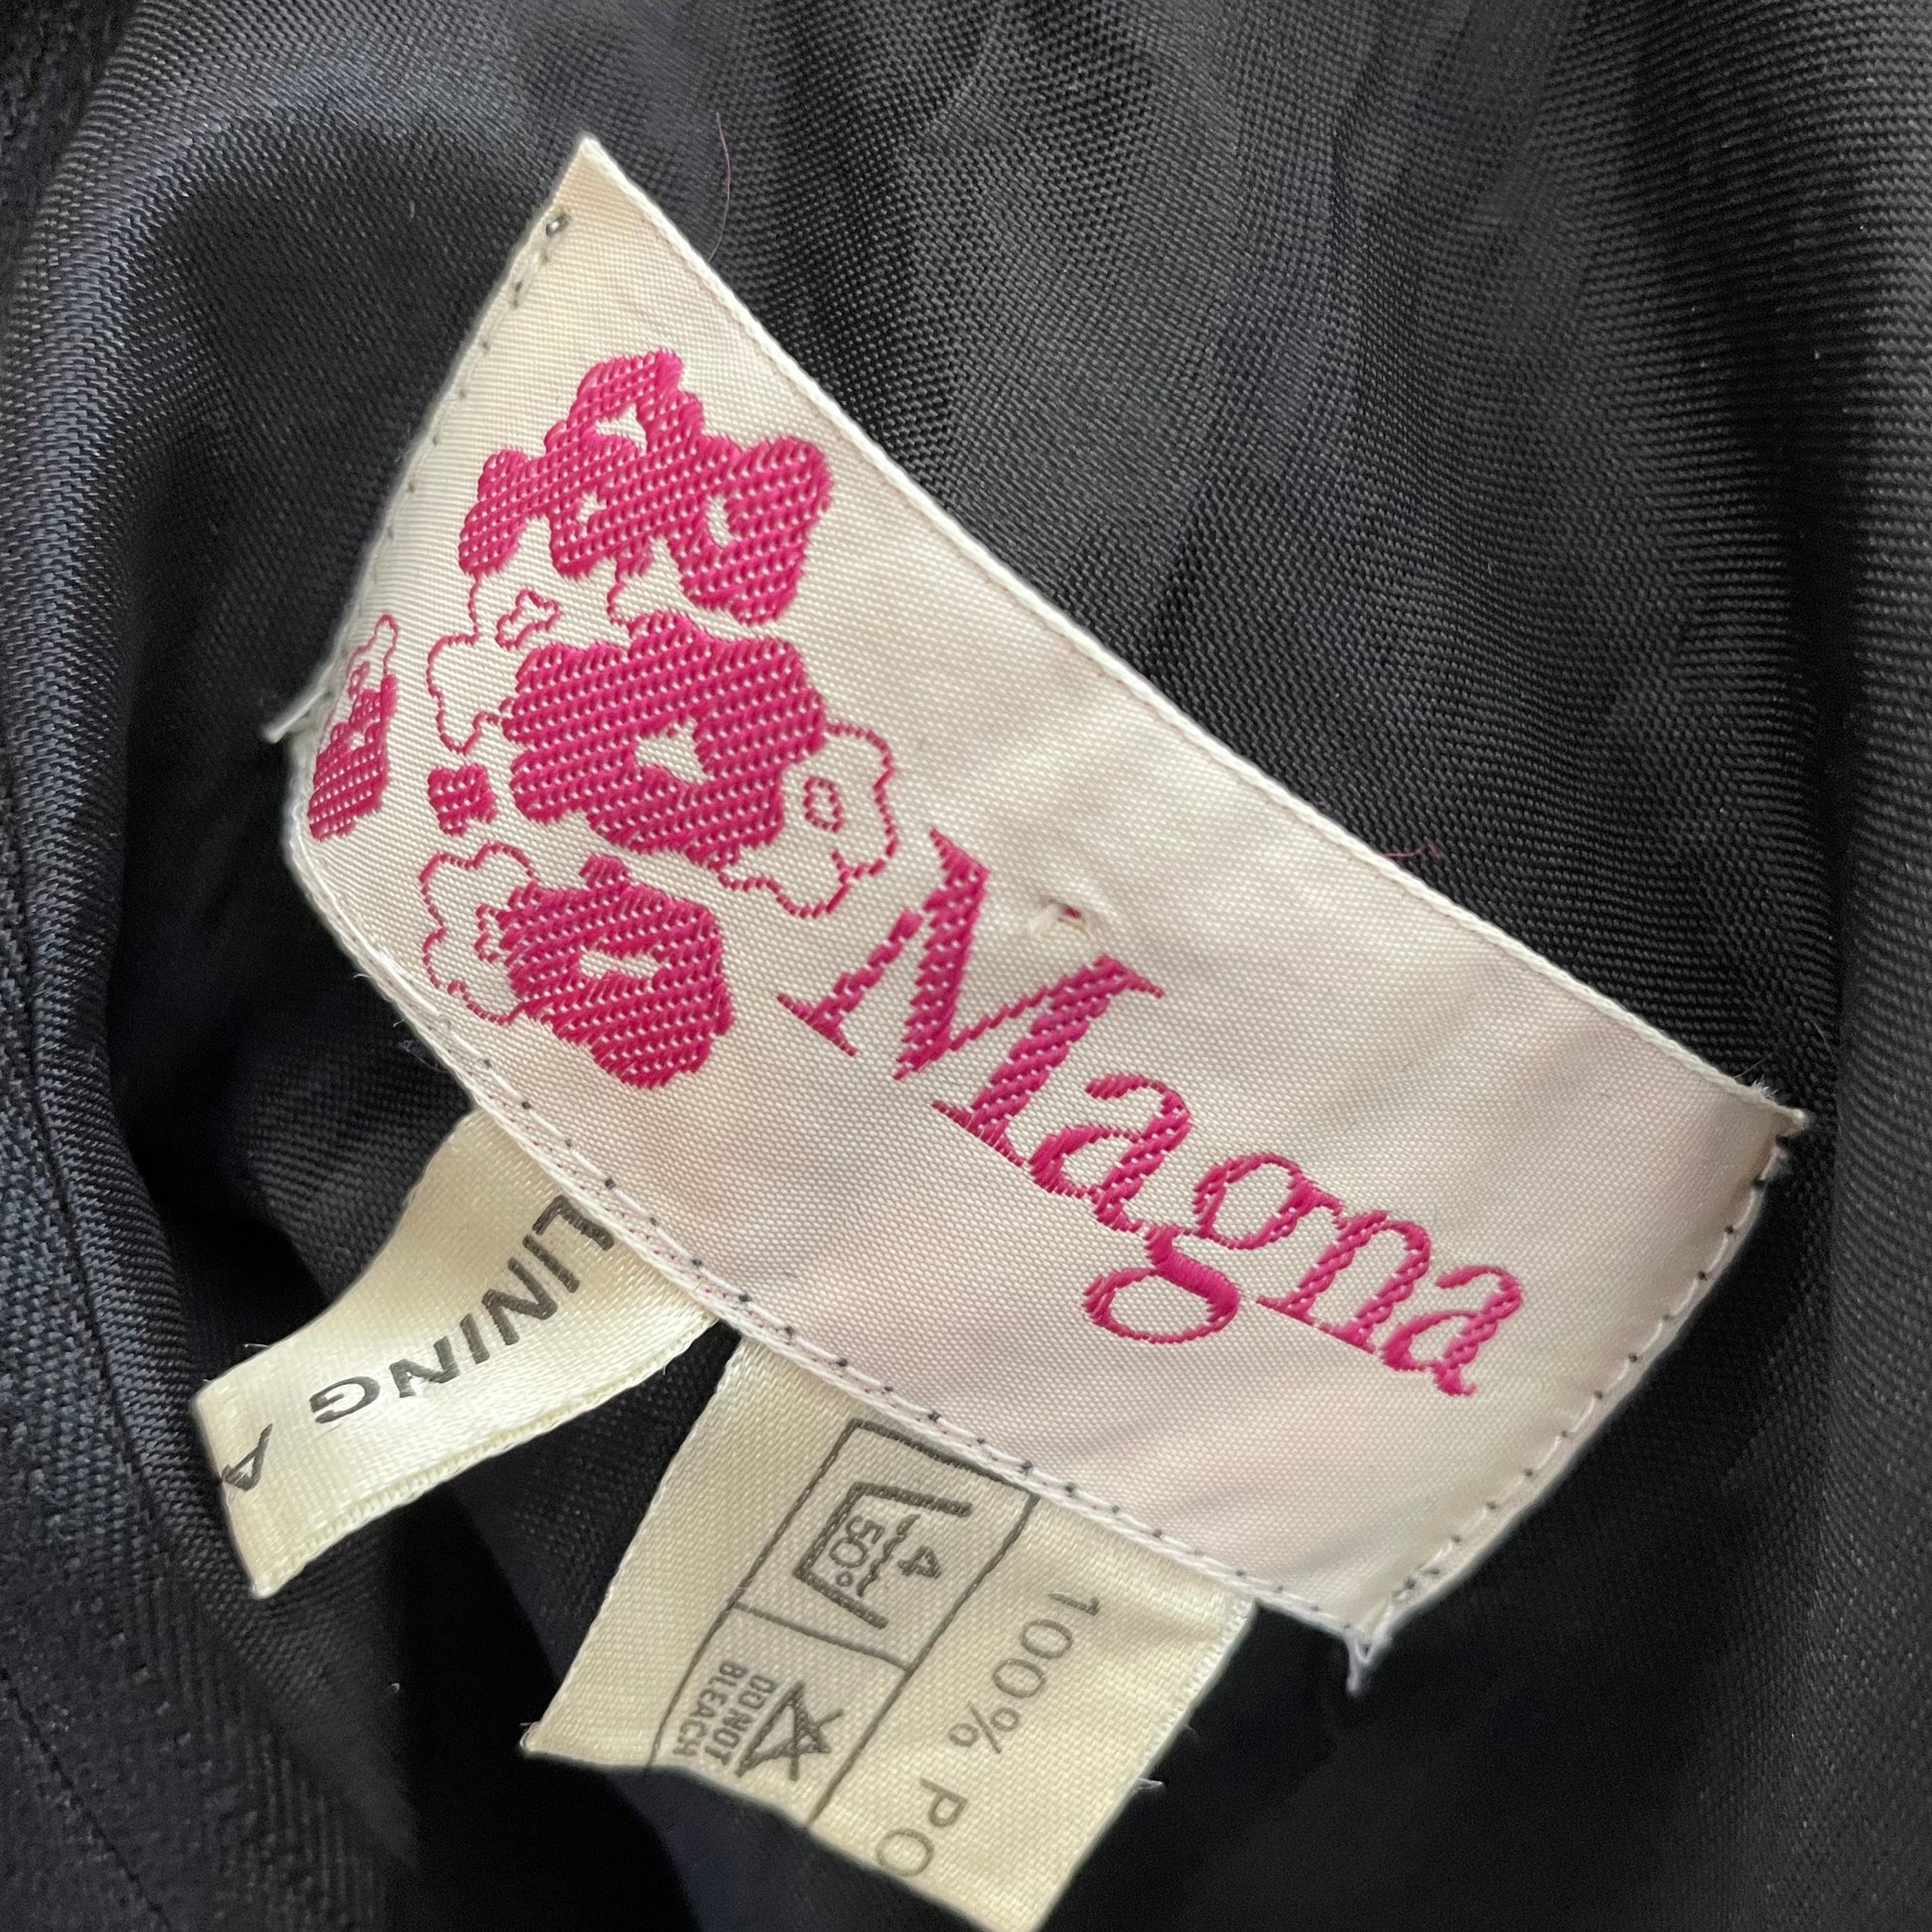 Magna
LINING A
4
50°
DO NOT
BLEACH
100% PO